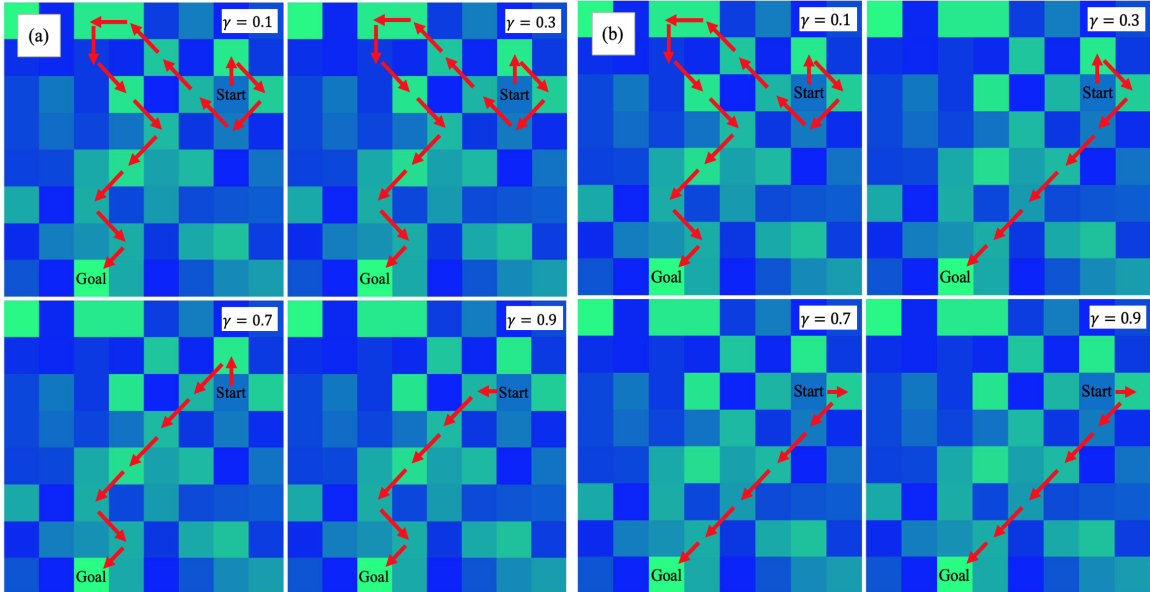 (a)
γ = 0.1
Start
Goal
γ = 0.3
Start
Goal
γ = 0.7
Start
Goal
γ = 0.9
Start
Goal
(b)
γ = 0.1
Start
Goal
γ = 0.3
Start
Goal
γ = 0.7
Start
Goal
γ = 0.9
Start
Goal